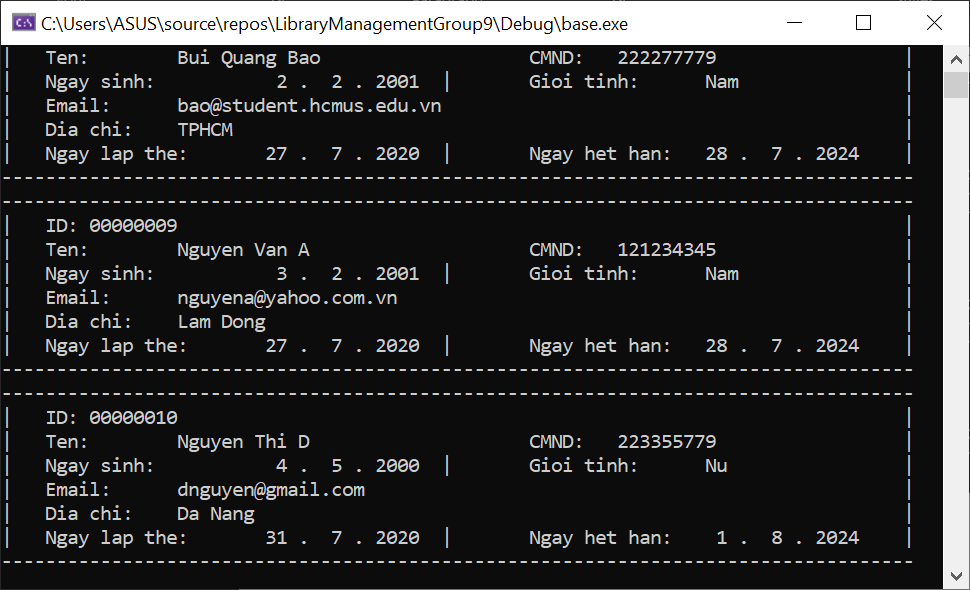 C:\Users\ASUS\source\repos\LibraryManagementGroup9\Debug\base.exe
| Ten: Bui Quang Bao CMND: 222277779 |
| Ngay sinh: 2 . 2 . 2001 | Gioi tinh: Nam |
| Email: bao@student.hcmus.edu.vn |
| Dia chi: TPHCM |
| Ngay lap the: 27 . 7 . 2020 | Ngay het han: 28 . 7 . 2024 |
-----------------------------------------------------------------------------------
-----------------------------------------------------------------------------------
| ID: 00000009 |
| Ten: Nguyen Van A CMND: 121234345 |
| Ngay sinh: 3 . 2 . 2001 | Gioi tinh: Nam |
| Email: nguyena@yahoo.com.vn |
| Dia chi: Lam Dong |
| Ngay lap the: 27 . 7 . 2020 | Ngay het han: 28 . 7 . 2024 |
-----------------------------------------------------------------------------------
-----------------------------------------------------------------------------------
| ID: 00000010 |
| Ten: Nguyen Thi D CMND: 223355779 |
| Ngay sinh: 4 . 5 . 2000 | Gioi tinh: Nu |
| Email: dnguyen@gmail.com |
| Dia chi: Da Nang |
| Ngay lap the: 31 . 7 . 2020 | Ngay het han: 1 . 8 . 2024 |
-----------------------------------------------------------------------------------